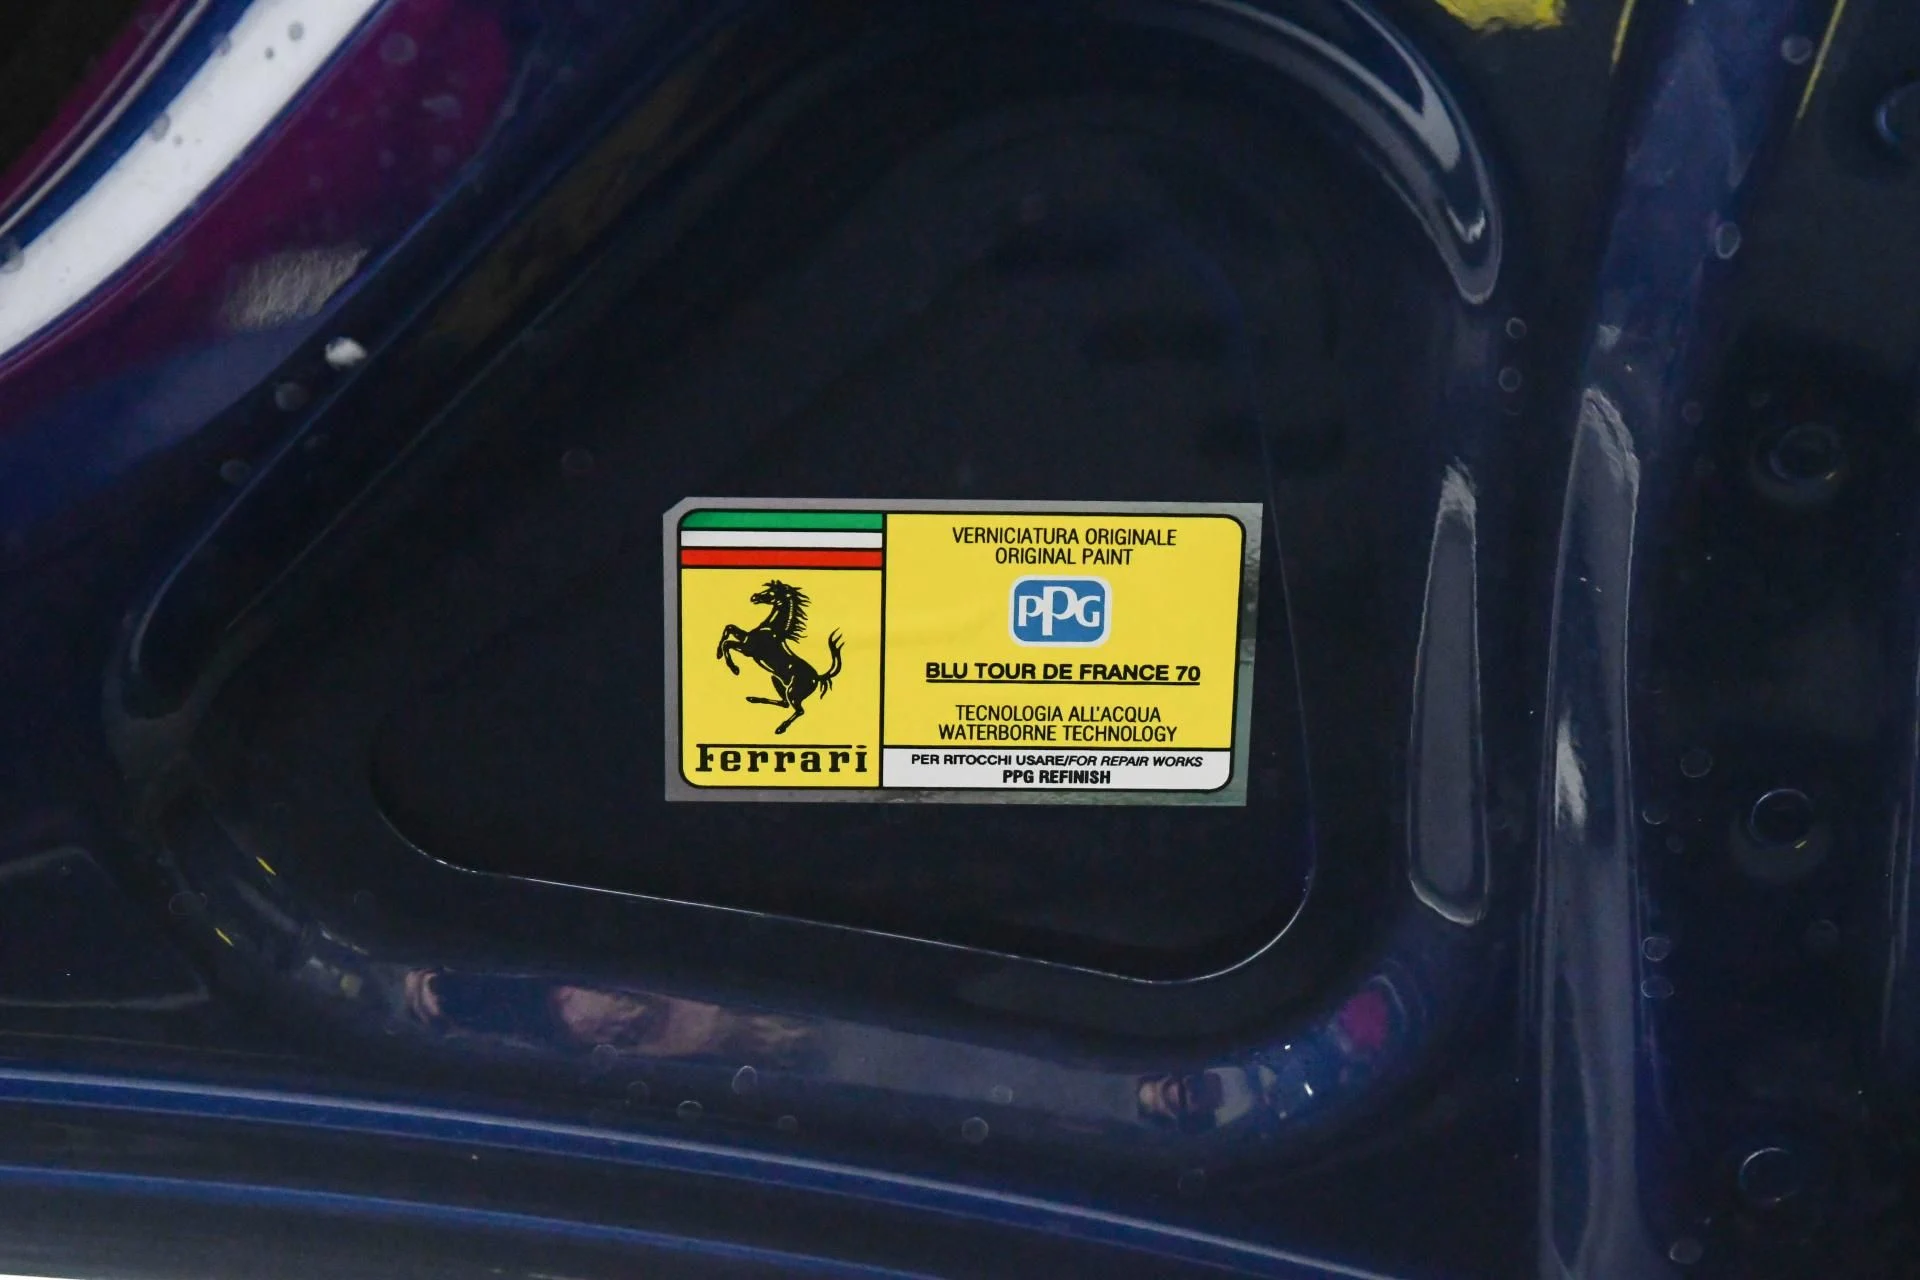 Ferrari
VERNICIATURA ORIGINALE
ORIGINAL PAINT
PPG
BLU TOUR DE FRANCE 70
TECNOLOGIA ALL'ACQUA
WATERBORNE TECHNOLOGY
PER RITOCCHI USARE/FOR REPAIR WORKS
PPG REFINISH